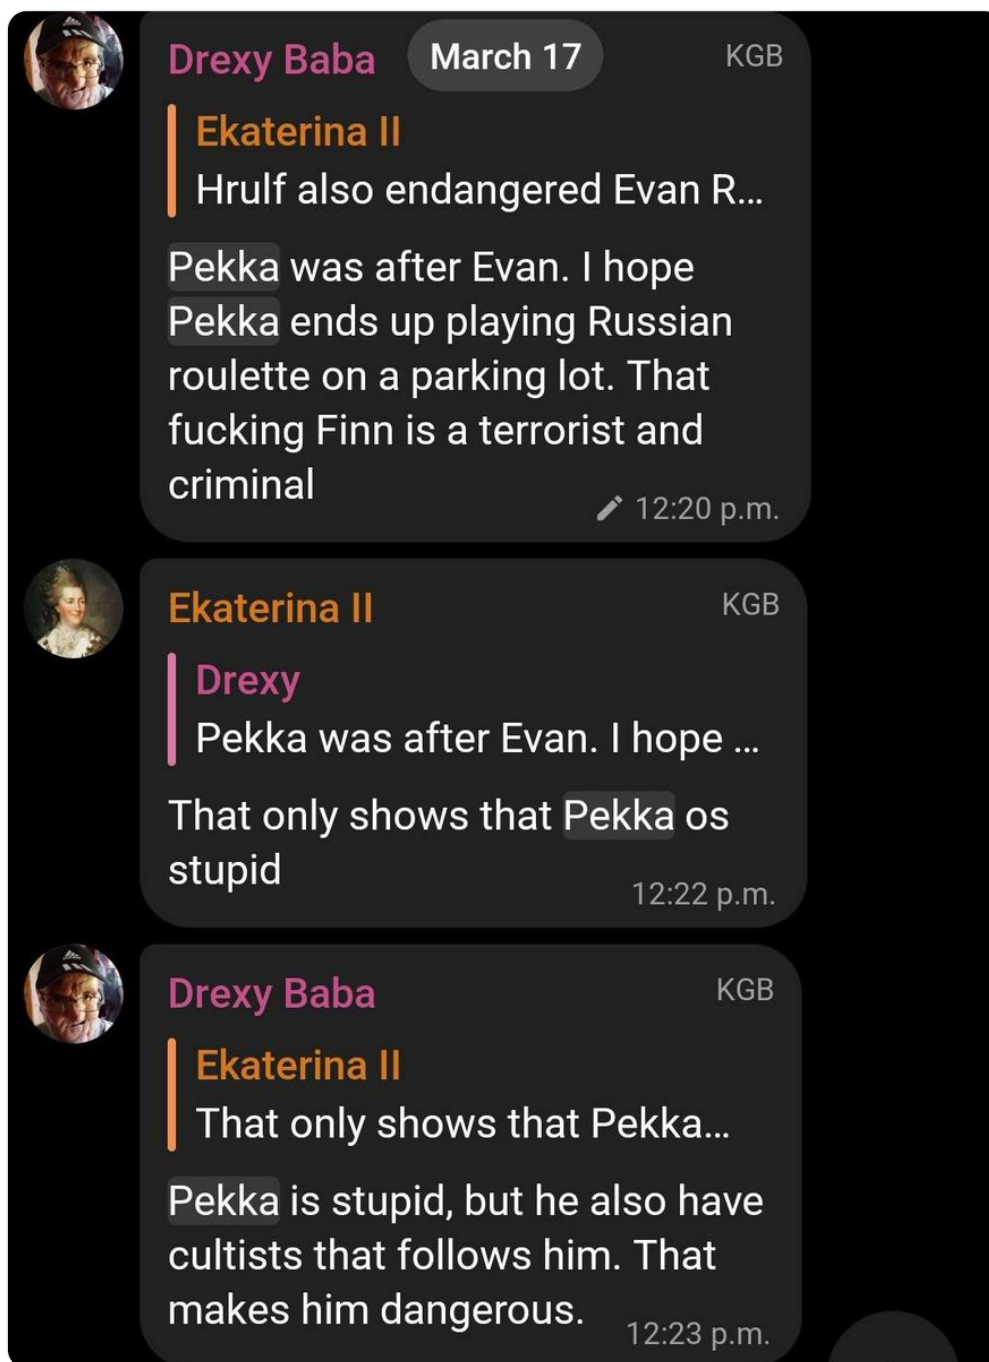 Drexy Baba
March 17
KGB
Ekaterina II
Hrulf also endangered Evan R...
Pekka was after Evan. I hope
Pekka ends up playing Russian
roulette on a parking lot. That
fucking Finn is a terrorist and
criminal
12:20 p.m.
Ekaterina II
KGB
Drexy
Pekka was after Evan. I hope ...
That only shows that Pekka os
stupid
12:22 p.m.
Drexy Baba
KGB
Ekaterina II
That only shows that Pekka...
Pekka is stupid, but he also have
cultists that follows him. That
makes him dangerous.
12:23 p.m.